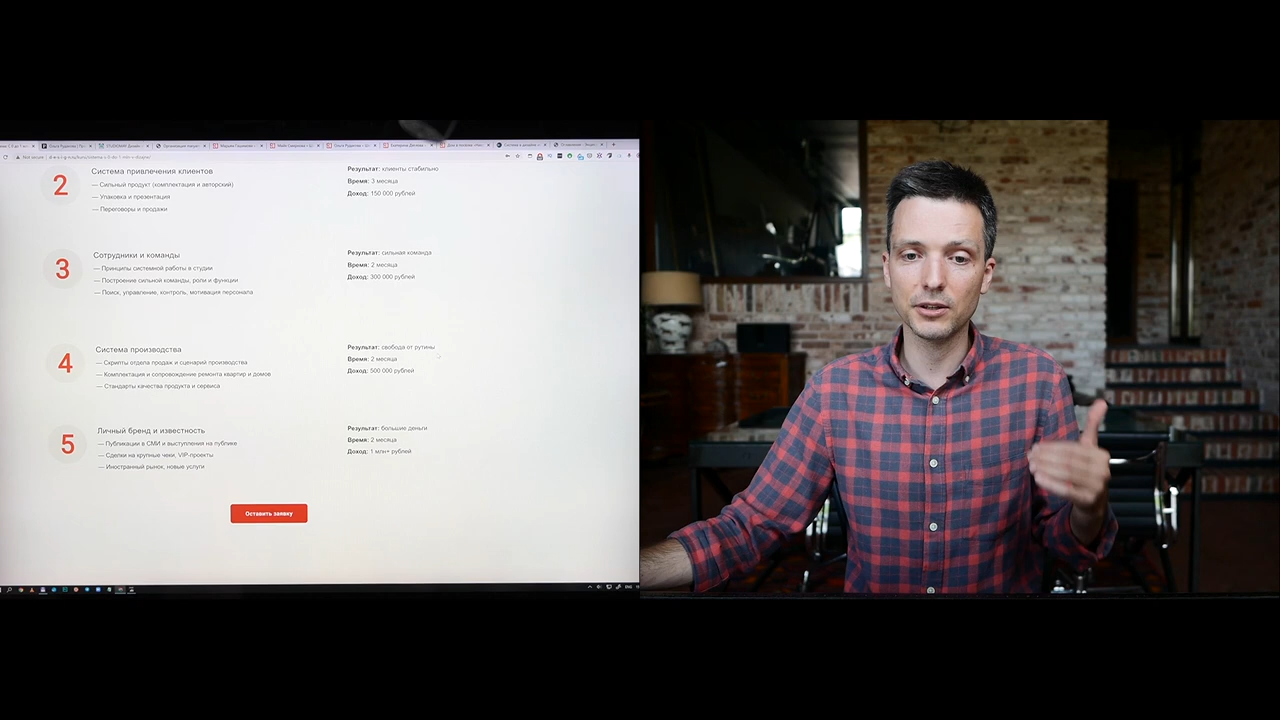 Not secure
2
Система привлечения клиентов
— Сильный продукт (комплектация и авторский)
— Упаковка и презентация
— Переговоры и продажи
Результат: клиенты стабильно
Время: 3 месяца
Доход: 150 000 рублей
3
Сотрудники и команды
— Принципы системной работы в студии
— Построение сильной команды, роли и функции
— Поиск, управление, контроль, мотивация персонала
Результат: сильная команда
Время: 2 месяца
Доход: 300 000 рублей
4
Система производства
— Скрипты отдела продаж и сценарий производства
— Комплектация и сопровождение ремонта квартир и домов
— Стандарты качества продукта и сервиса
Результат: свобода от рутины
Время: 2 месяца
Доход: 500 000 рублей
5
Личный бренд и известность
— Публикации в СМИ и выступления на публике
— Сделки на крупные чеки, VIP-проекты
— Иностранный рынок, новые услуги
Результат: большие деньги
Время: 2 месяца
Доход: 1 млн+ рублей
Оставить заявку